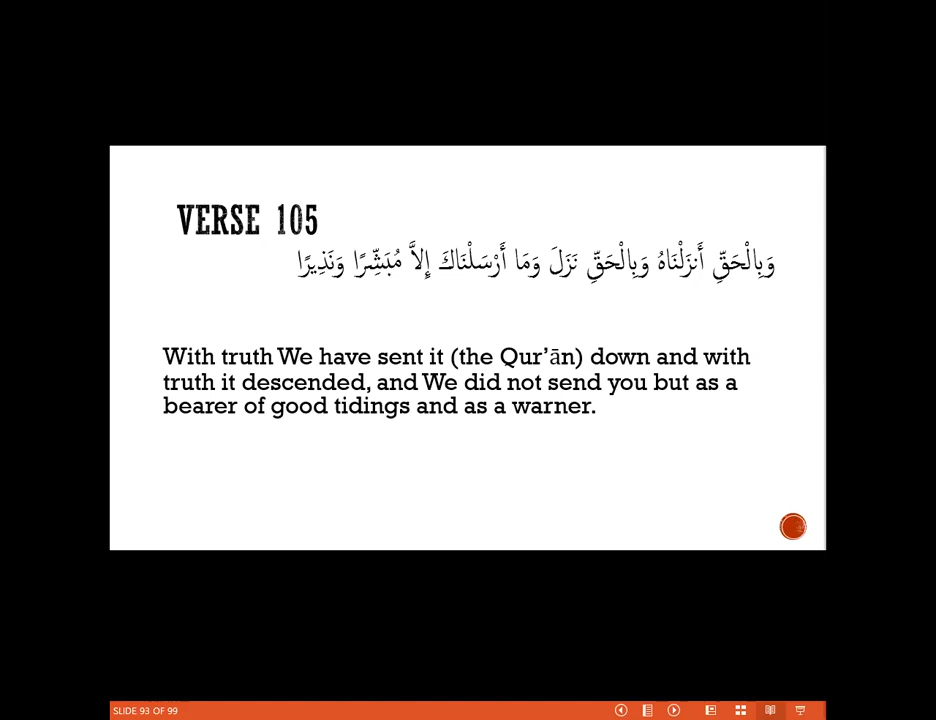 VERSE 105
وَبِالْحَقِّ أَنزَلْنَاهُ وَبِالْحَقِّ نَزَلَ وَمَا أَرْسَلْنَاكَ إِلاَّ مُبَشِّرًا وَنَذِيرًا
With truth We have sent it (the Qur’ān) down and with
truth it descended, and We did not send you but as a
bearer of good tidings and as a warner.
SLIDE 93 OF 99